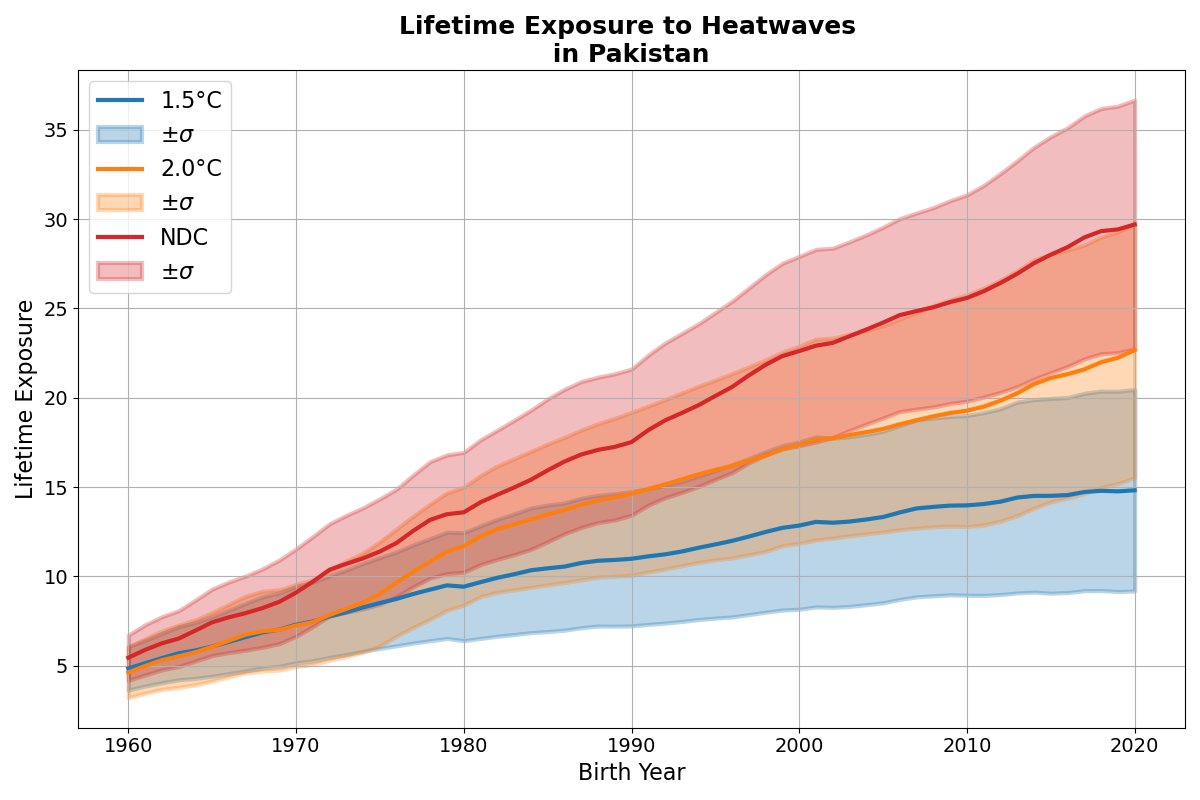 Lifetime Exposure to Heatwaves
in Pakistan
1.5°C
±σ
2.0°C
±σ
NDC
±σ
Lifetime Exposure
35
30
25
20
15
10
5
1960
1970
1980
1990
2000
2010
2020
Birth Year